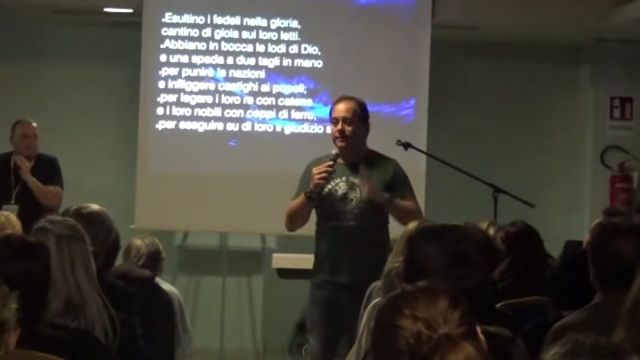 .Esultino i fedeli nella gloria,
cantino di gioia sui loro letti.
.Abbiano in bocca le lodi di Dio,
e una spada a due tagli in mano
.per punire le nazioni
e infliggere castighi ai popoli;
.per legare i loro re con catene
e i loro nobili con ceppi di ferro,
.per eseguire su di loro il giudizio